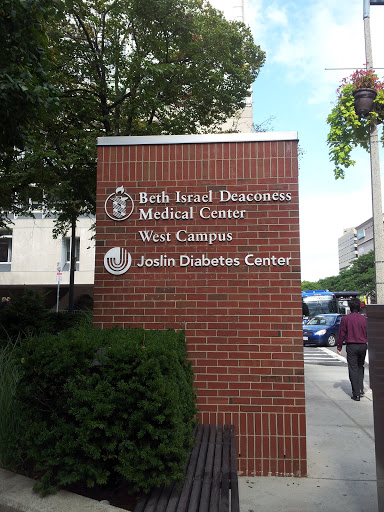 Beth Israel Deaconess
Medical Center
West Campus
Joslin Diabetes Center